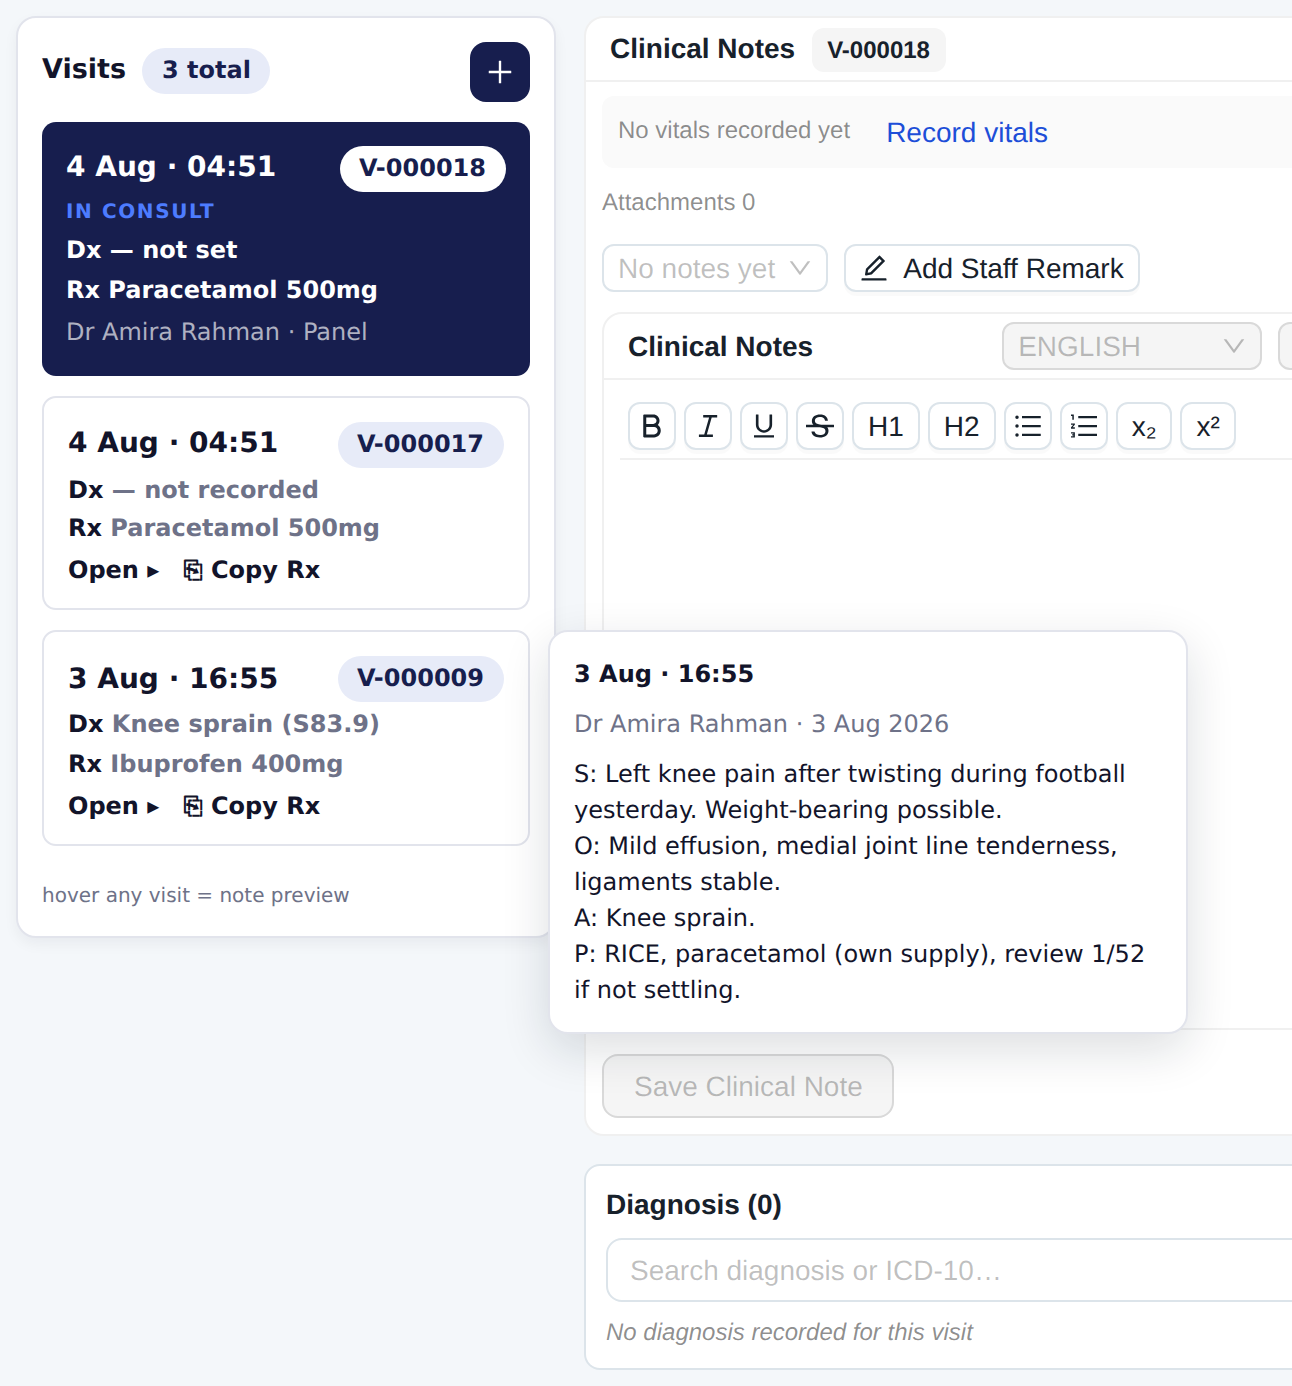 Visits 3 total
4 Aug · 04:51 V-000018
IN CONSULT
Dx — not set
Rx Paracetamol 500mg
Dr Amira Rahman · Panel
4 Aug · 04:51 V-000017
Dx — not recorded
Rx Paracetamol 500mg
Open ▸ ⎘ Copy Rx
3 Aug · 16:55 V-000009
Dx Knee sprain (S83.9)
Rx Ibuprofen 400mg
Open ▸ ⎘ Copy Rx
hover any visit = note preview
Clinical Notes V-000018
No vitals recorded yet Record vitals
Attachments 0
No notes yet Add Staff Remark
Clinical Notes ENGLISH
B I U S H1 H2 x₂ x²
3 Aug · 16:55
Dr Amira Rahman · 3 Aug 2026
S: Left knee pain after twisting during football
yesterday. Weight-bearing possible.
O: Mild effusion, medial joint line tenderness,
ligaments stable.
A: Knee sprain.
P: RICE, paracetamol (own supply), review 1/52
if not settling.
Save Clinical Note
Diagnosis (0)
Search diagnosis or ICD-10…
No diagnosis recorded for this visit